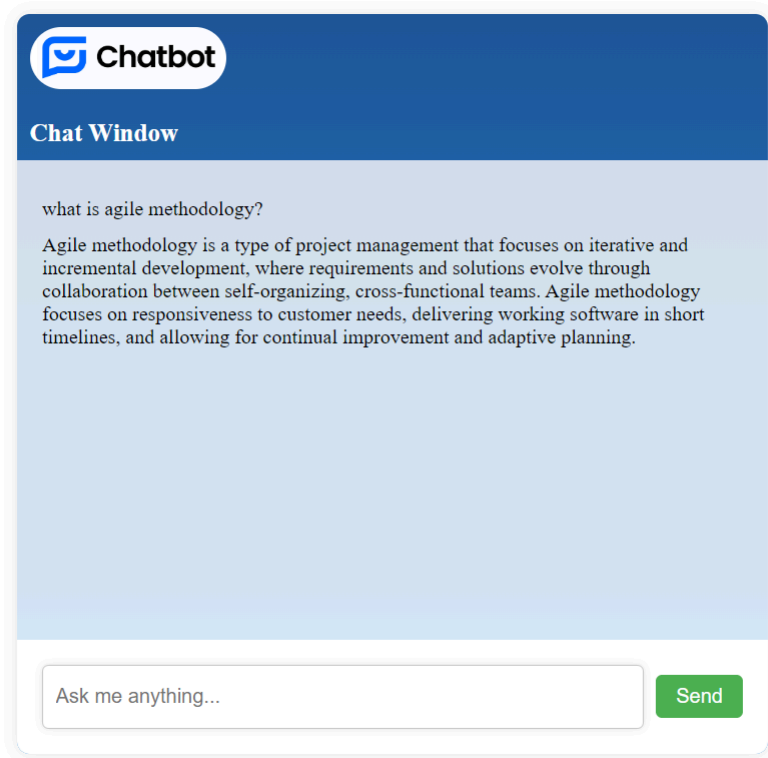 Chatbot
Chat Window
what is agile methodology?
Agile methodology is a type of project management that focuses on iterative and
incremental development, where requirements and solutions evolve through
collaboration between self-organizing, cross-functional teams. Agile methodology
focuses on responsiveness to customer needs, delivering working software in short
timelines, and allowing for continual improvement and adaptive planning.
Ask me anything...
Send